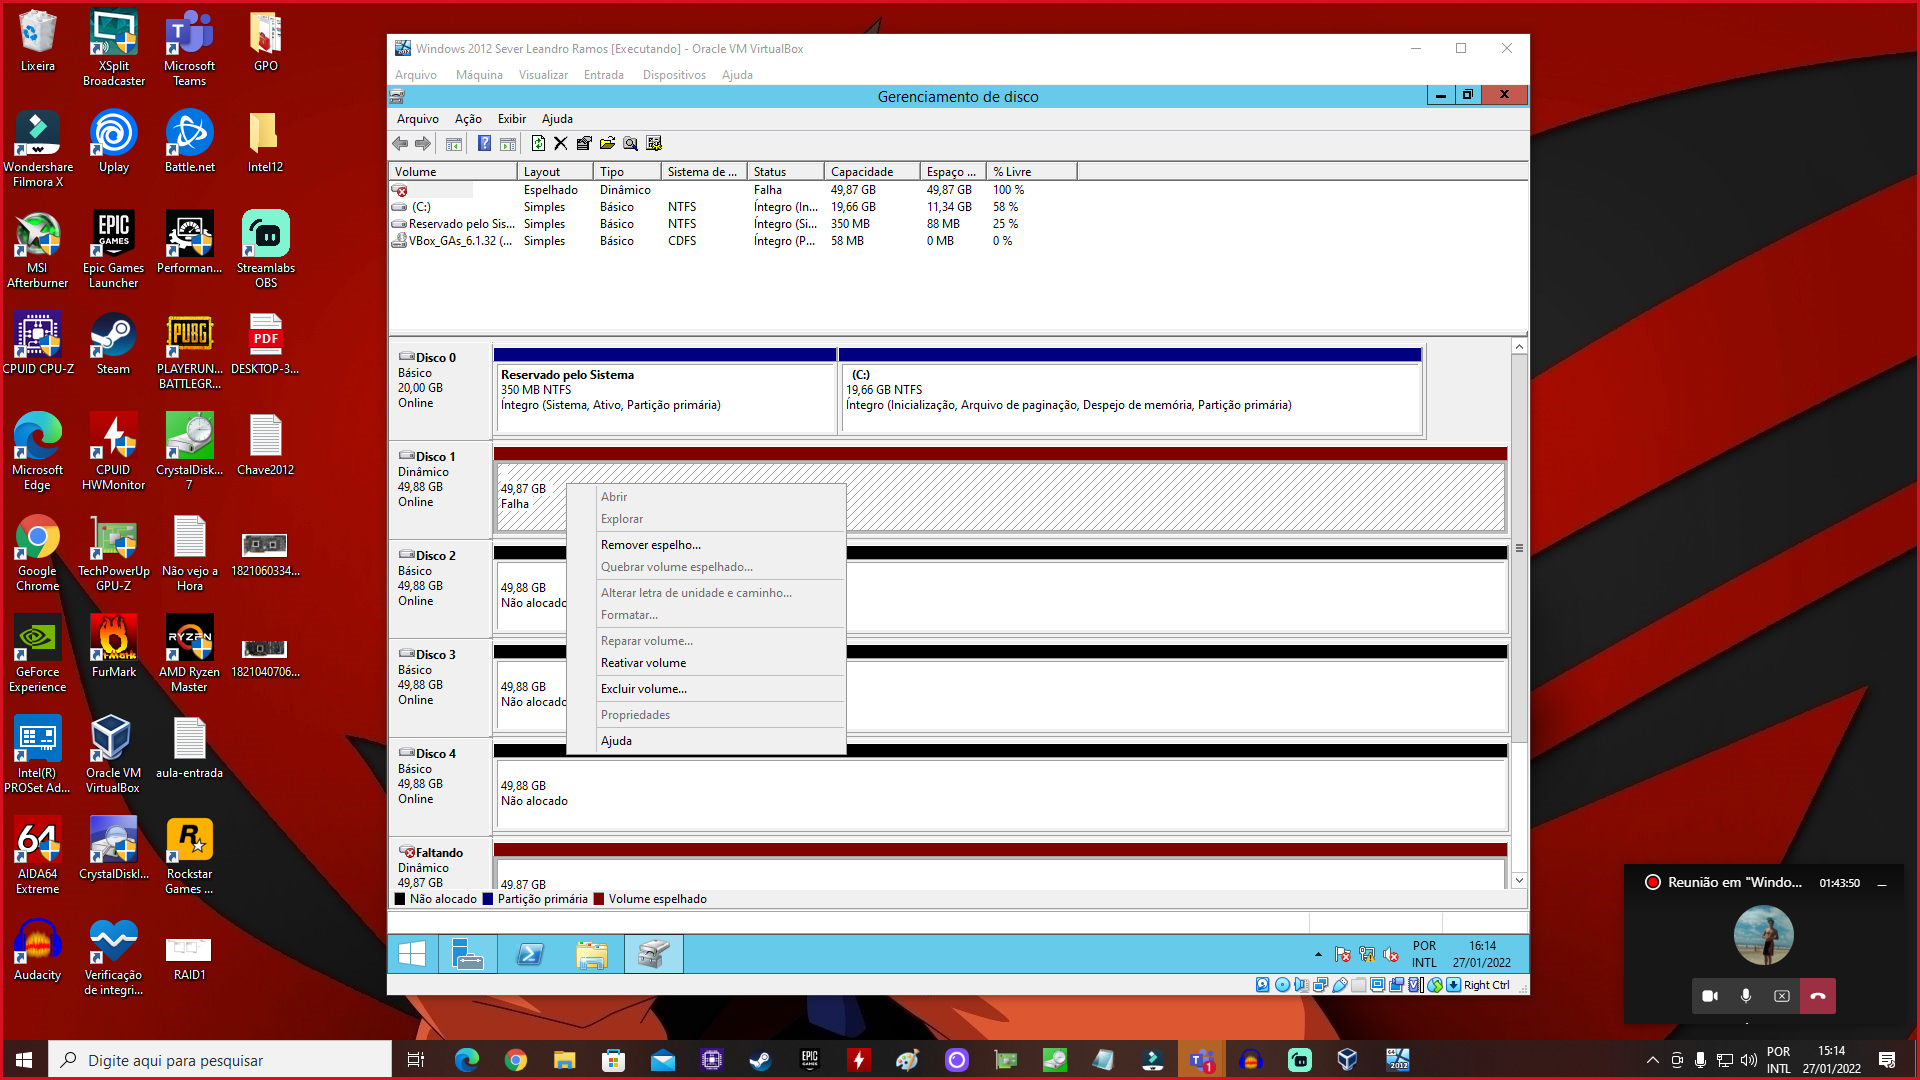 Lixeira
XSplit
Broadcaster
Microsoft
Teams
GPO
Wondershare
Filmora X
Uplay
Battle.net
Intel12
MSI
Afterburner
EPIC
GAMES
Epic Games
Launcher
Performan...
Streamlabs
OBS
CPUID CPU-Z
Steam
PUBG
PLAYERUN...
BATTLEGR...
PDF
DESKTOP-3...
Microsoft
Edge
CPUID
HWMonitor
CrystalDisk...
7
Chave2012
Google
Chrome
TechPowerUp
GPU-Z
Não vejo a
Hora
1821060334...
GeForce
Experience
FurMark
RYZEN
AMD Ryzen
Master
1821040706...
Intel(R)
PROSet Ad...
Oracle VM
VirtualBox
aula-entrada
64
AIDA64
Extreme
CrystalDiskI...
Rockstar
Games ...
Audacity
Verificação
de integri...
RAID1
Windows 2012 Sever Leandro Ramos [Executando] - Oracle VM VirtualBox
Arquivo Máquina Visualizar Entrada Dispositivos Ajuda
Gerenciamento de disco
Arquivo Ação Exibir Ajuda
Volume Layout Tipo Sistema de ... Status Capacidade Espaço ... % Livre
Espelhado Dinâmico Falha 49,87 GB 49,87 GB 100 %
(C:) Simples Básico NTFS Íntegro (In... 19,66 GB 11,34 GB 58 %
Reservado pelo Sis... Simples Básico NTFS Íntegro (Si... 350 MB 88 MB 25 %
VBox_GAs_6.1.32 (... Simples Básico CDFS Íntegro (P... 58 MB 0 MB 0 %
Disco 0
Básico
20,00 GB
Online
Reservado pelo Sistema
350 MB NTFS
Íntegro (Sistema, Ativo, Partição primária)
(C:)
19,66 GB NTFS
Íntegro (Inicialização, Arquivo de paginação, Despejo de memória, Partição primária)
Disco 1
Dinâmico
49,88 GB
Online
49,87 GB
Falha
Abrir
Explorar
Remover espelho...
Quebrar volume espelhado...
Alterar letra de unidade e caminho...
Formatar...
Reparar volume...
Reativar volume
Excluir volume...
Propriedades
Ajuda
Disco 2
Básico
49,88 GB
Online
49,88 GB
Não alocado
Disco 3
Básico
49,88 GB
Online
49,88 GB
Não alocado
Disco 4
Básico
49,88 GB
Online
49,88 GB
Não alocado
Faltando
Dinâmico
49,87 GB
49,87 GB
Não alocado Partição primária Volume espelhado
POR
INTL
16:14
27/01/2022
Right Ctrl
Reunião em "Windo... 01:43:50
Digite aqui para pesquisar
EPIC
GAMES
1
2012
POR
INTL
15:14
27/01/2022